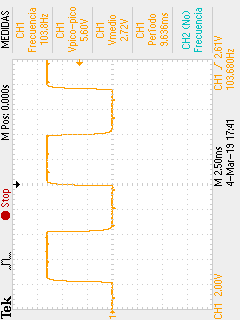 Tek
Stop
M Pos: 0.000s
MEDIDAS
CH1
Frecuencia
103.8Hz
CH1
Vpico-pico
5.60V
CH1
Vmedio
2.72V
CH1
Período
9.636ms
CH2 (No)
Frecuencia
CH1 2.00V
M 2.50ms
CH1 / 2.61V
4-Mar-19 17:41
103.680Hz